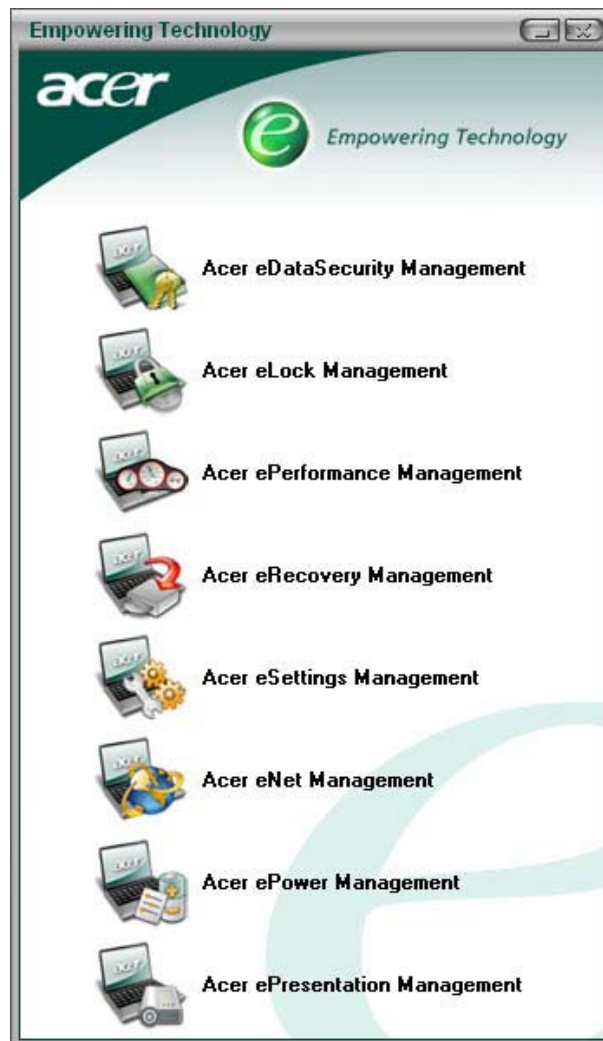 Empowering Technology
acer
e Empowering Technology
Acer eDataSecurity Management
Acer eLock Management
Acer ePerformance Management
Acer eRecovery Management
Acer eSettings Management
Acer eNet Management
Acer ePower Management
Acer ePresentation Management